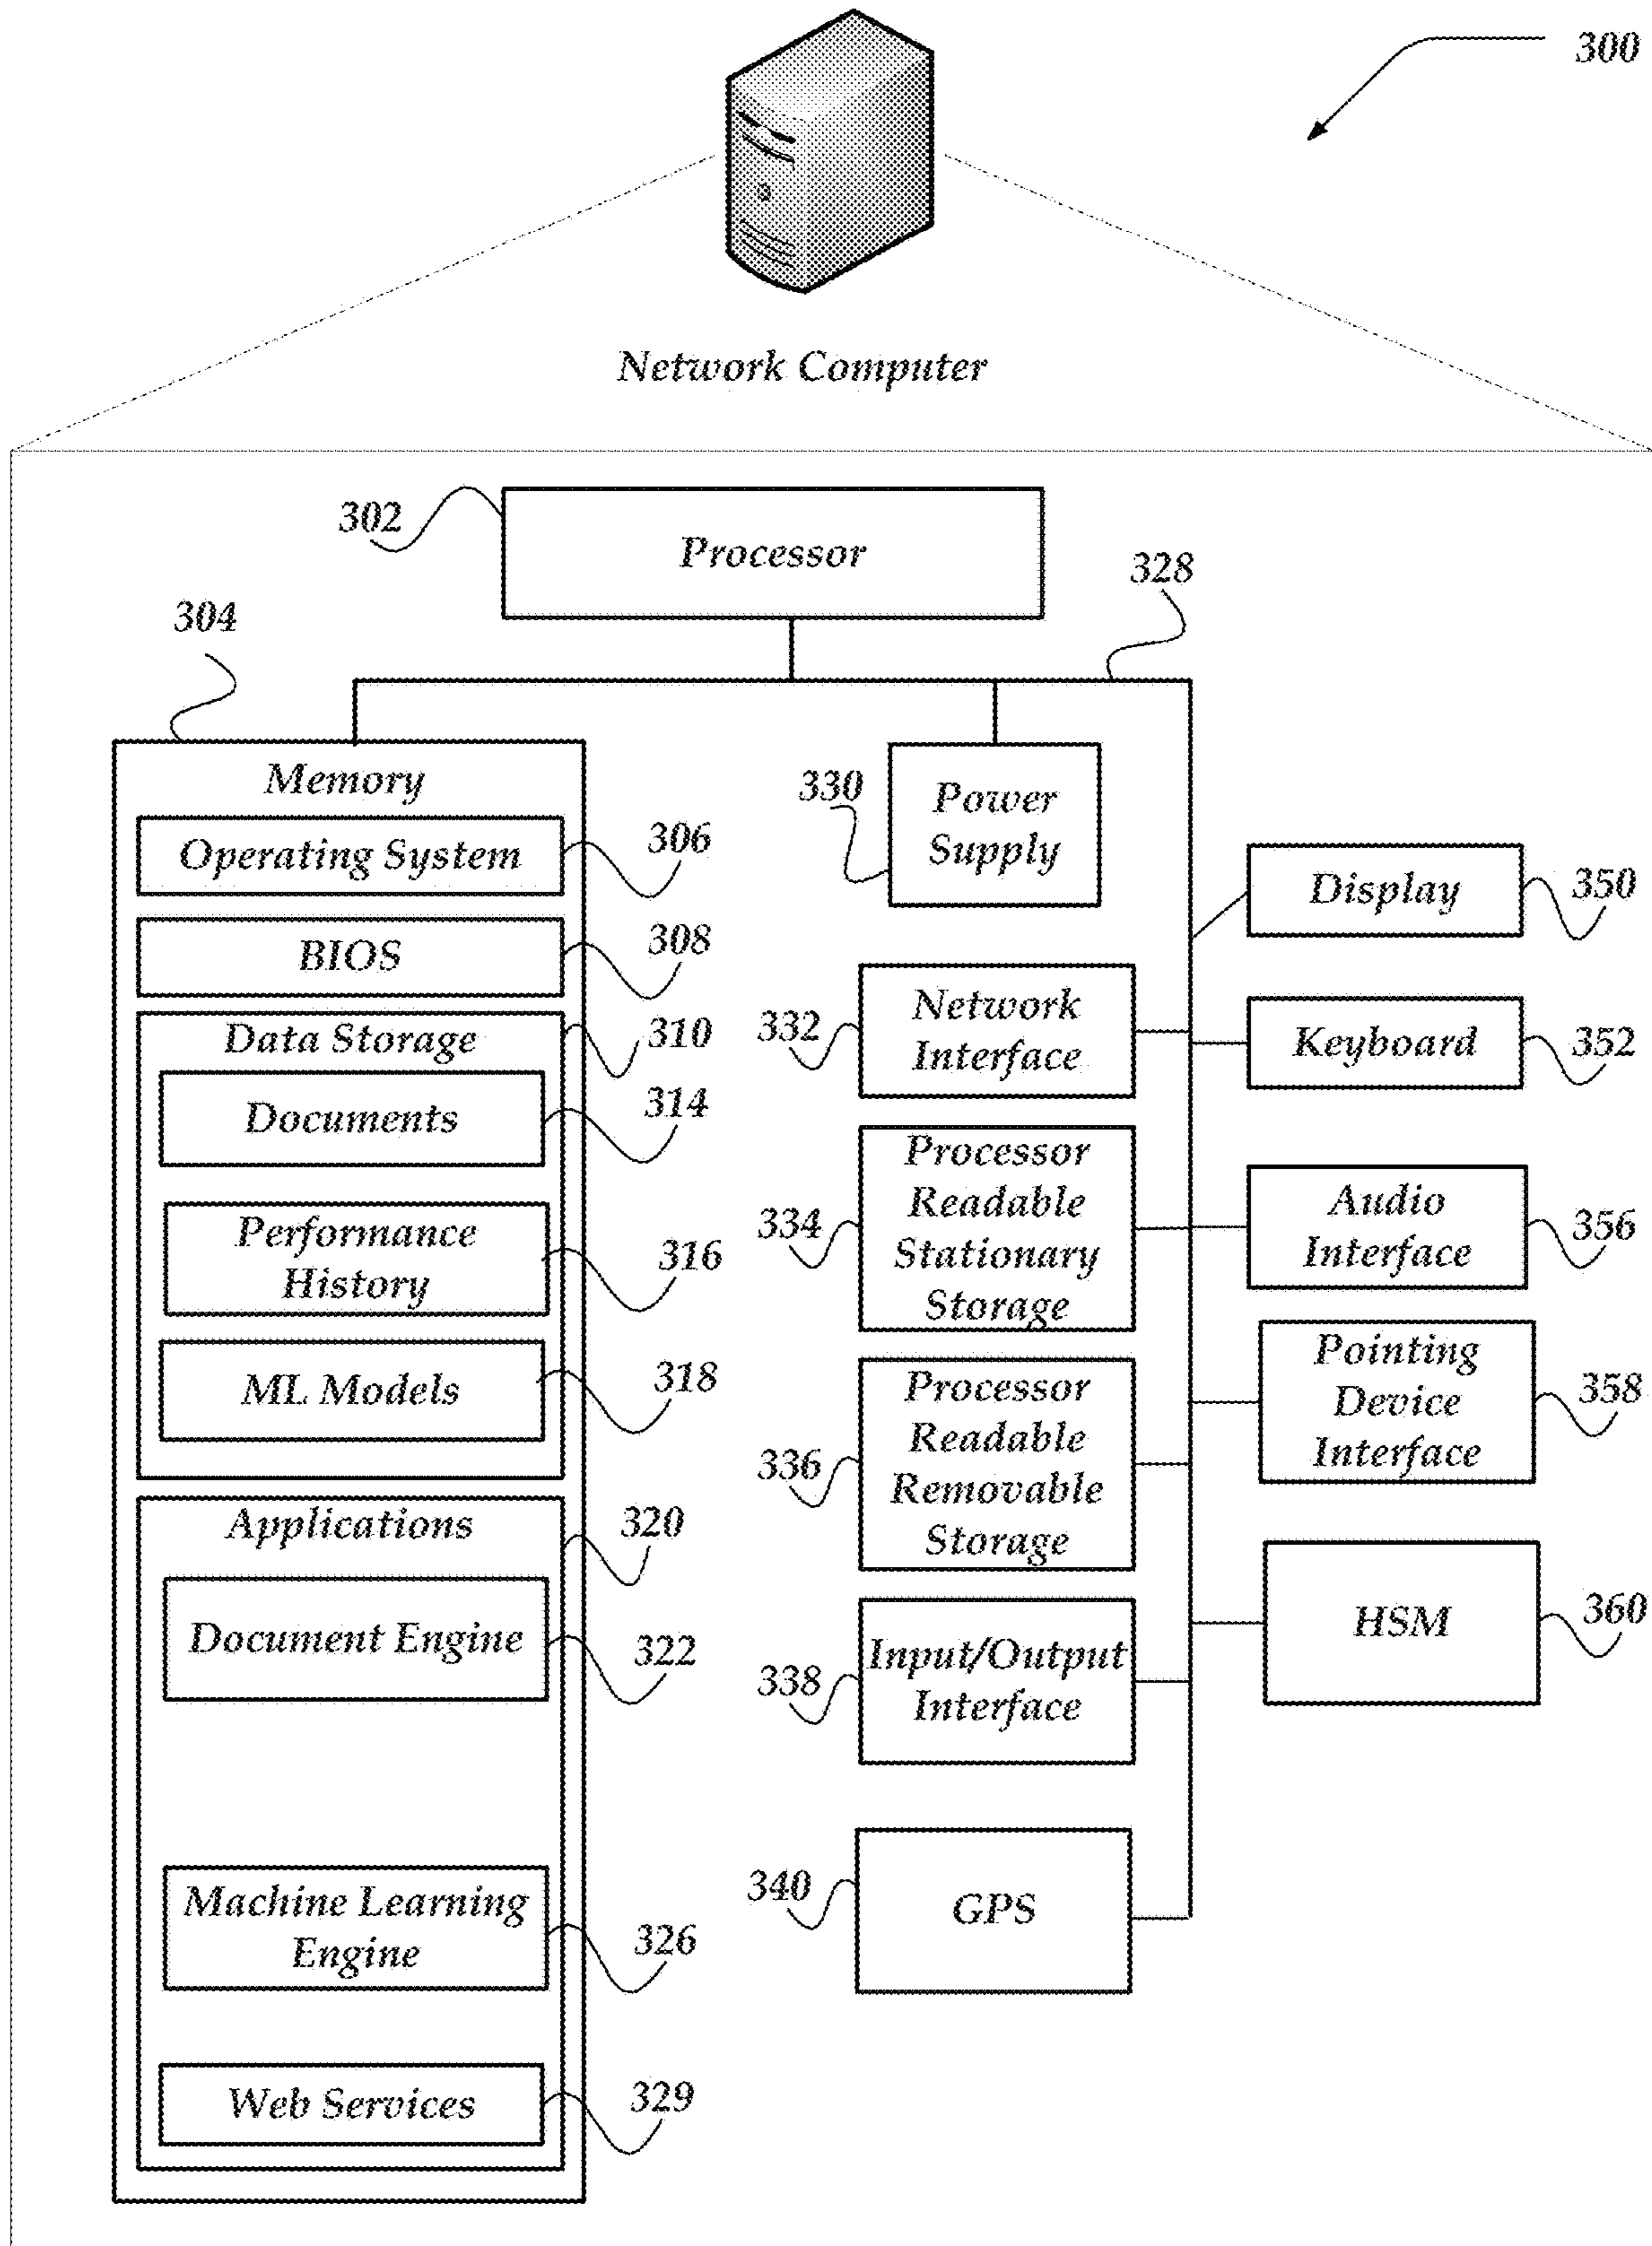 300
Network Computer
302
Processor
328
304
Memory
Operating System
306
BIOS
308
Data Storage
310
Documents
314
Performance
History
316
ML Models
318
Applications
320
Document Engine
322
Machine Learning
Engine
326
Web Services
329
330
Power
Supply
332
Network
Interface
334
Processor
Readable
Stationary
Storage
336
Processor
Readable
Removable
Storage
338
Input/Output
Interface
340
GPS
Display
350
Keyboard
352
Audio
Interface
356
Pointing
Device
Interface
358
HSM
360